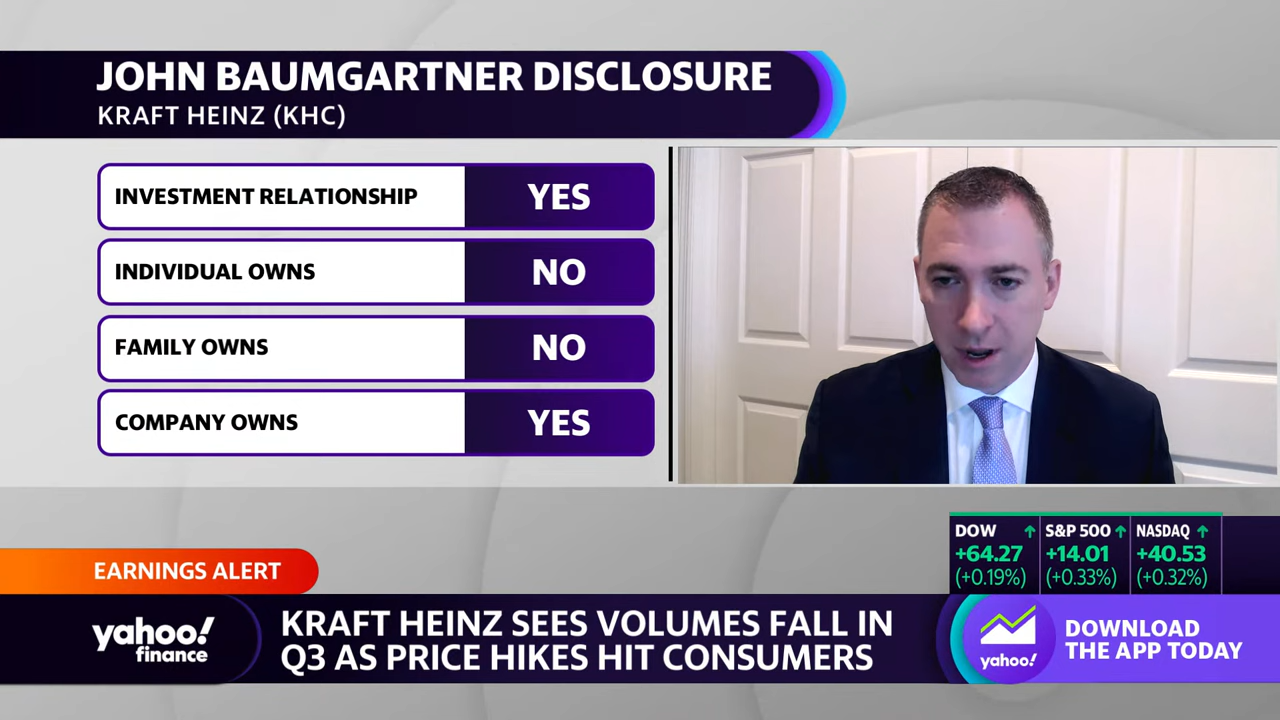 JOHN BAUMGARTNER DISCLOSURE
KRAFT HEINZ (KHC)
INVESTMENT RELATIONSHIP YES
INDIVIDUAL OWNS NO
FAMILY OWNS NO
COMPANY OWNS YES
DOW S&P 500 NASDAQ
+64.27 +14.01 +40.53
(+0.19%) (+0.33%) (+0.32%)
EARNINGS ALERT
yahoo!
finance
KRAFT HEINZ SEES VOLUMES FALL IN
Q3 AS PRICE HIKES HIT CONSUMERS
yahoo!
DOWNLOAD
THE APP TODAY